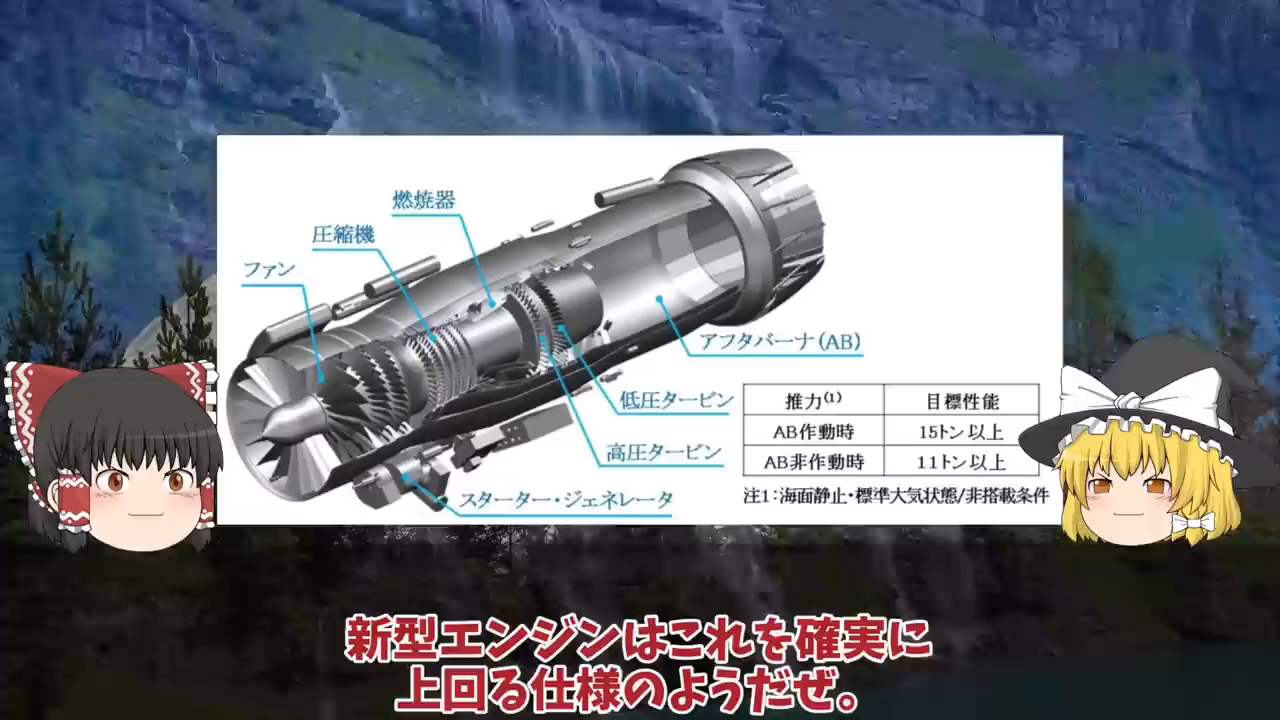 燃焼器
圧縮機
ファン
アフタバーナ(AB)
低圧タービン
高圧タービン
スターター・ジェネレータ
推力(1) 目標性能
AB作動時 15トン以上
AB非作動時 11トン以上
注1:海面静止・標準大気状態/非搭載条件
新型エンジンはこれを確実に
上回る仕様のようだぜ。